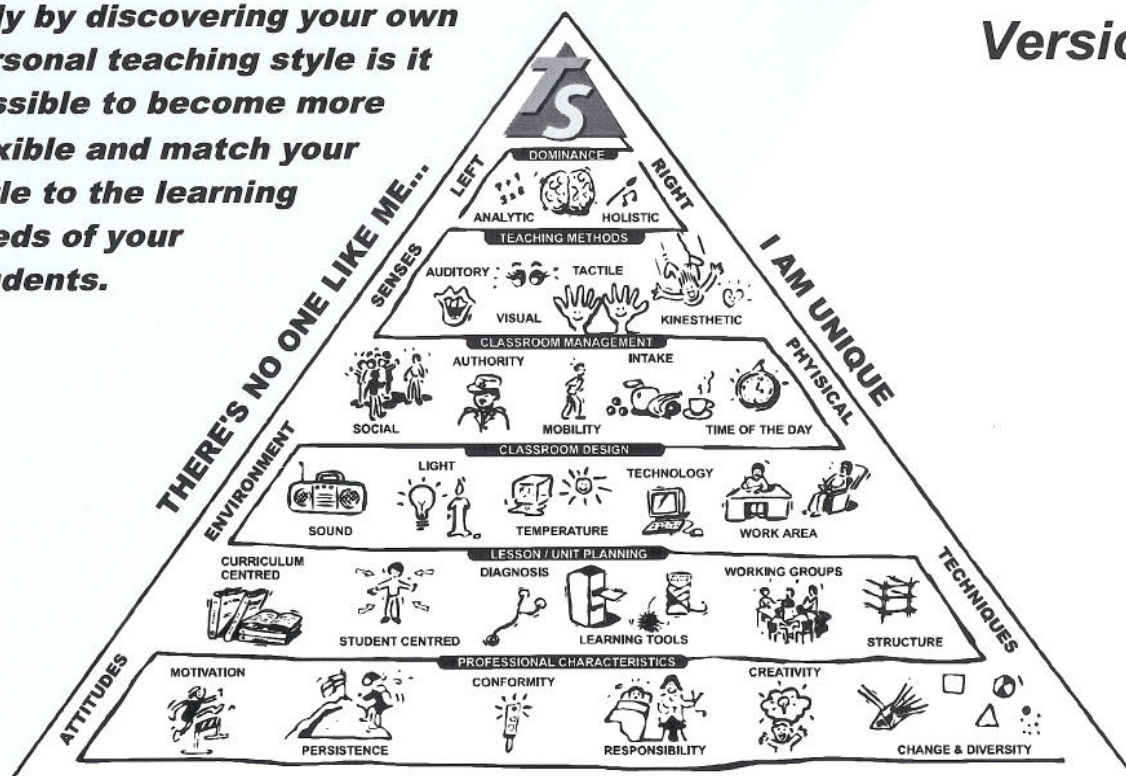 ly by discovering your own
rsonal teaching style is it
ssible to become more
xible and match your
le to the learning
eds of your
udents.
Versio
THERE'S NO ONE LIKE ME...
I AM UNIQUE
TS
LEFT
DOMINANCE
RIGHT
ANALYTIC
HOLISTIC
SENSES
TEACHING METHODS
AUDITORY
VISUAL
TACTILE
KINESTHETIC
CLASSROOM MANAGEMENT
PHYISICAL
SOCIAL
AUTHORITY
MOBILITY
INTAKE
TIME OF THE DAY
ENVIRONMENT
CLASSROOM DESIGN
SOUND
LIGHT
TEMPERATURE
TECHNOLOGY
WORK AREA
LESSON / UNIT PLANNING
TECHNIQUES
CURRICULUM
CENTRED
STUDENT CENTRED
DIAGNOSIS
LEARNING TOOLS
WORKING GROUPS
STRUCTURE
ATTITUDES
PROFESSIONAL CHARACTERISTICS
MOTIVATION
PERSISTENCE
CONFORMITY
RESPONSIBILITY
CREATIVITY
CHANGE & DIVERSITY